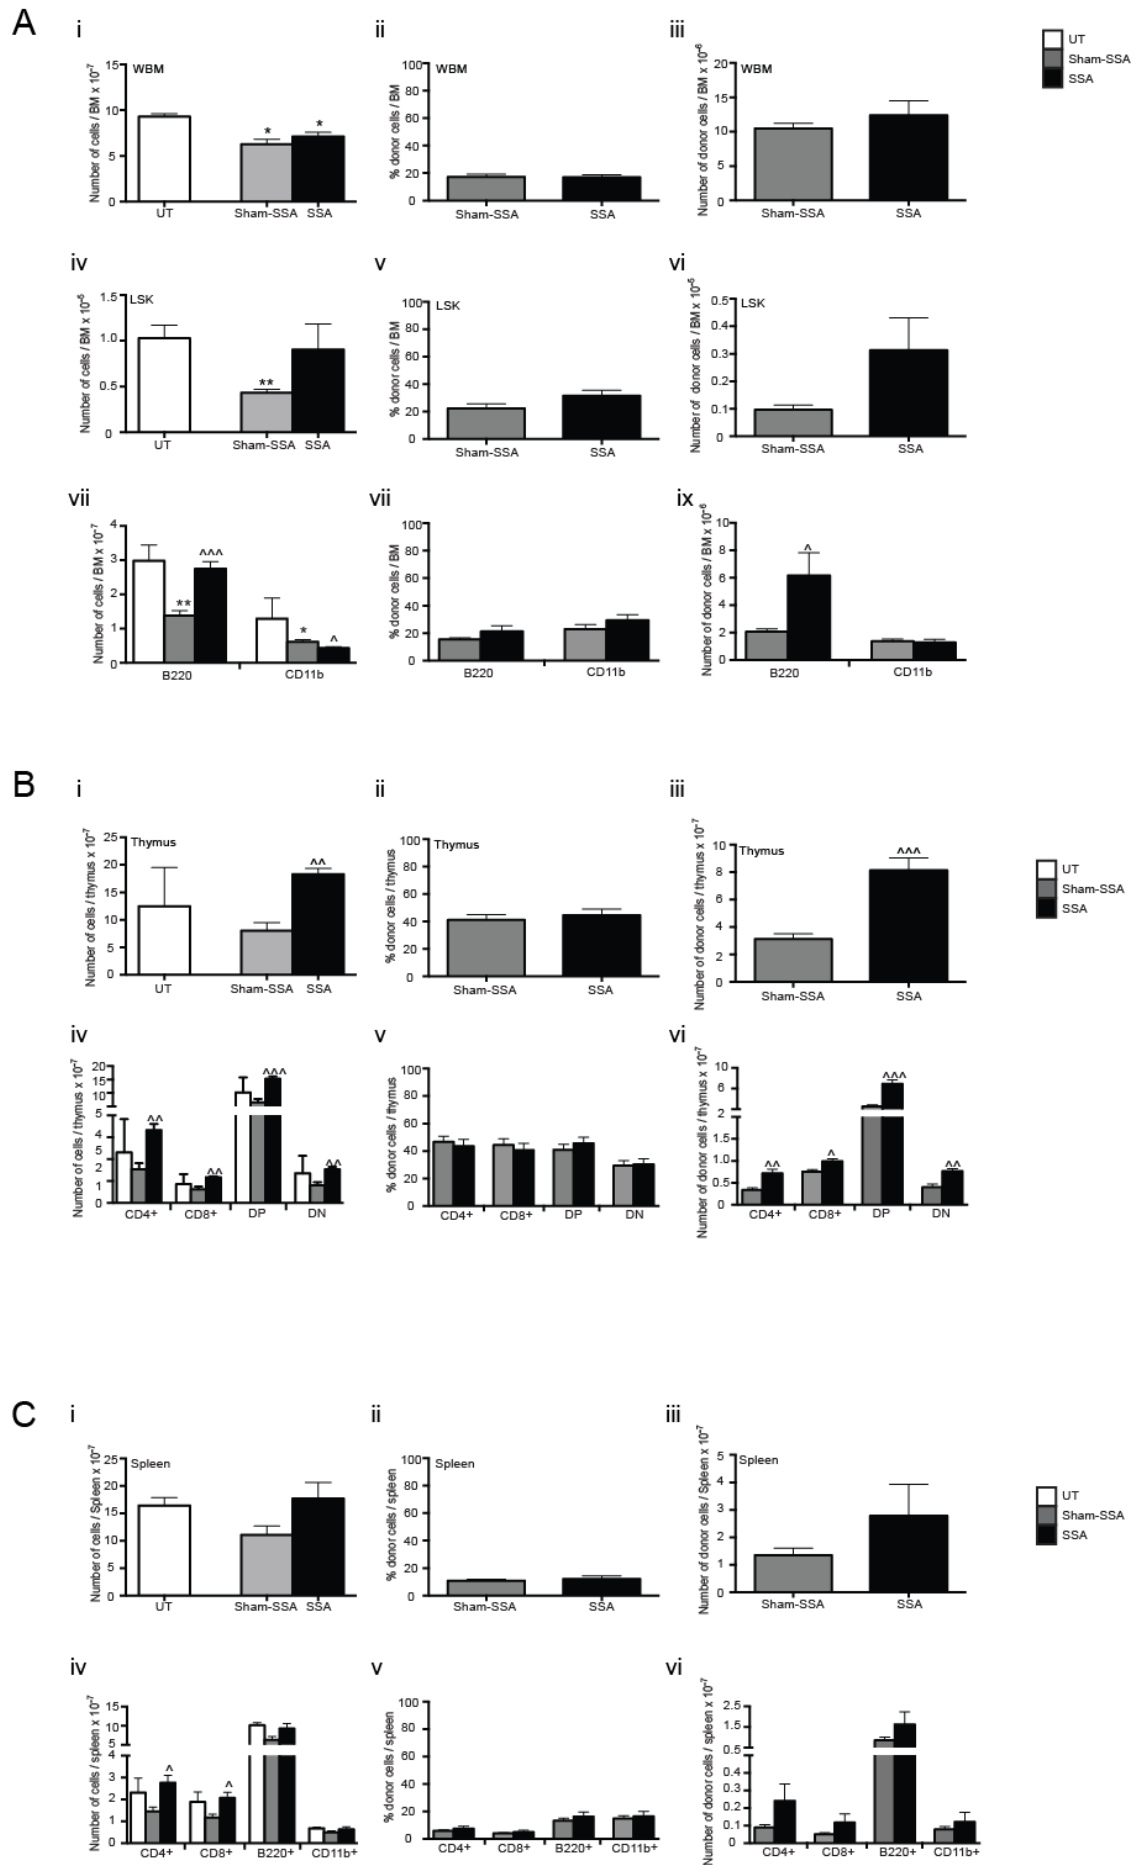 A
i
ii
iii
UT
Sham-SSA
SSA
Number of cells / BM x 10⁻⁷
WBM
15
10
5
0
*
*
UT
Sham-SSA
SSA
% donor cells / BM
WBM
100
80
60
40
20
0
Sham-SSA
SSA
Number of donor cells / BM x 10⁻⁶
WBM
20
15
10
5
0
Sham-SSA
SSA
iv
v
vi
Number of cells / BM x 10⁻⁵
LSK
1.5
1.0
0.5
0
**
UT
Sham-SSA
SSA
% donor cells / BM
LSK
100
80
60
40
20
0
Sham-SSA
SSA
Number of donor cells / BM x 10⁻⁵
LSK
0.5
0.4
0.3
0.2
0.1
0
Sham-SSA
SSA
vii
vii
ix
Number of cells / BM x 10⁻⁷
4
3
2
1
0
**
^^^
*
^
B220
CD11b
% donor cells / BM
100
80
60
40
20
0
B220
CD11b
Number of donor cells / BM x 10⁻⁶
10
8
6
4
2
0
^
B220
CD11b
B
i
ii
iii
UT
Sham-SSA
SSA
Number of cells / thymus x 10⁻⁷
Thymus
25
20
15
10
5
0
^^
UT
Sham-SSA
SSA
% donor cells / thymus
Thymus
100
80
60
40
20
0
Sham-SSA
SSA
Number of donor cells / thymus x 10⁻⁷
Thymus
10
8
6
4
2
0
^^^
Sham-SSA
SSA
iv
v
vi
Number of cells / thymus x 10⁻⁷
20
15
10
5
4
2
1
0
^^
^^
^^^
^^
CD4+
CD8+
DP
DN
% donor cells / thymus
100
80
60
40
20
0
CD4+
CD8+
DP
DN
Number of donor cells / thymus x 10⁻⁷
10
6
2
1.5
1.0
0.5
0
^^
^
^^^
^^
CD4+
CD8+
DP
DN
C
i
ii
iii
UT
Sham-SSA
SSA
Number of cells / Spleen x 10⁻⁷
Spleen
25
20
15
10
5
0
UT
Sham-SSA
SSA
% donor cells / spleen
Spleen
100
80
60
40
20
0
Sham-SSA
SSA
Number of donor cells / Spleen x 10⁻⁷
Spleen
5
4
3
2
1
0
Sham-SSA
SSA
iv
v
vi
Number of cells / spleen x 10⁻⁷
15
10
5
4
3
2
1
0
^
^
CD4+
CD8+
B220+
CD11b+
% donor cells / spleen
100
80
60
40
20
0
CD4+
CD8+
B220+
CD11b+
Number of donor cells / spleen x 10⁻⁷
2.5
1.5
0.5
0.4
0.3
0.2
0.1
0
CD4+
CD8+
B220+
CD11b+